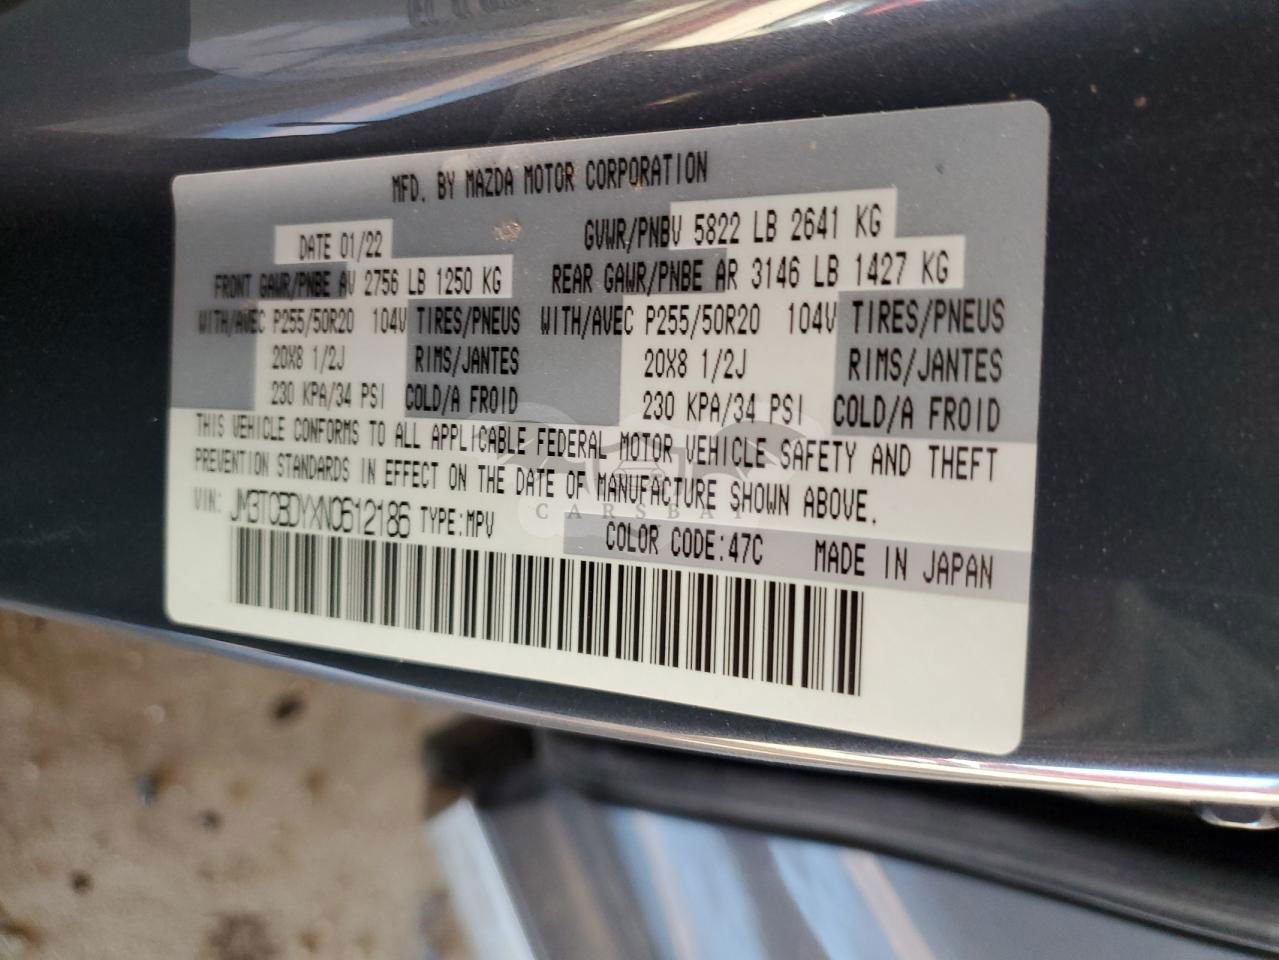 MFD. BY MAZDA MOTOR CORPORATION
DATE 01/22 GVWR/PNBV 5822 LB 2641 KG
FRONT GAWR/PNBE AV 2756 LB 1250 KG REAR GAWR/PNBE AR 3146 LB 1427 KG
WITH/AVEC P255/50R20 104V TIRES/PNEUS WITH/AVEC P255/50R20 104V TIRES/PNEUS
20X8 1/2J RIMS/JANTES 20X8 1/2J RIMS/JANTES
230 KPA/34 PSI COLD/A FROID 230 KPA/34 PSI COLD/A FROID
THIS VEHICLE CONFORMS TO ALL APPLICABLE FEDERAL MOTOR VEHICLE SAFETY AND THEFT
PREVENTION STANDARDS IN EFFECT ON THE DATE OF MANUFACTURE SHOWN ABOVE.
VIN: JM3TCBDYXN0612186 TYPE:MPV
COLOR CODE:47C MADE IN JAPAN
CARSBAY